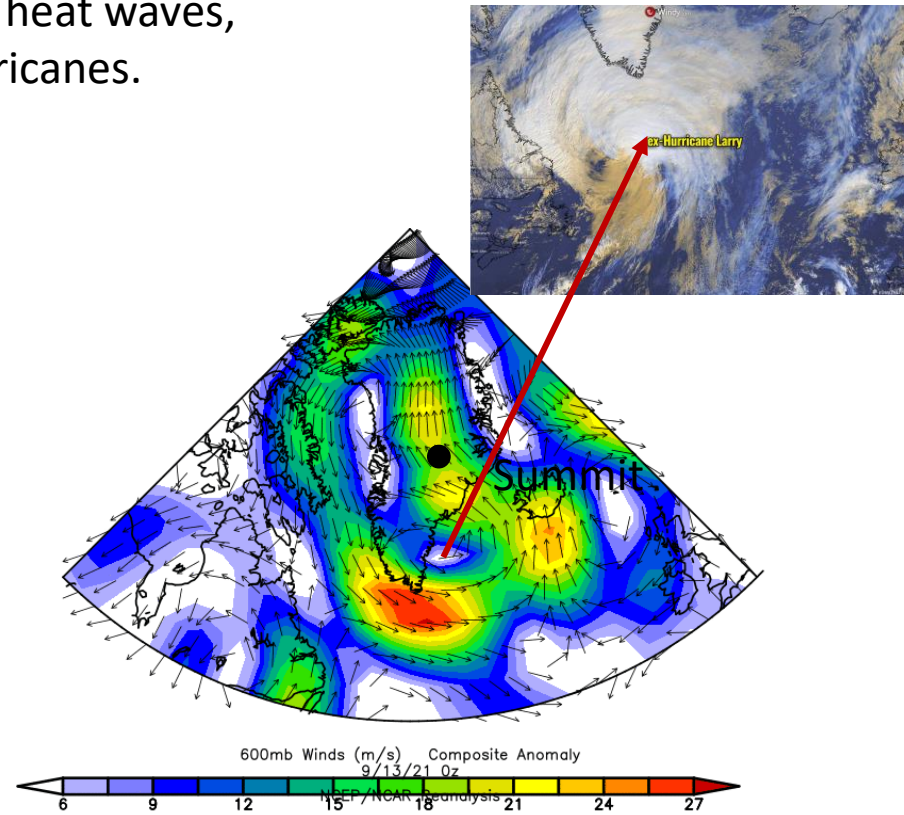 heat waves,
ricanes.
Windy
ex-Hurricane Larry
Summit
600mb Winds (m/s) Composite Anomaly
9/13/21 0z
NCEP/NCAR Reanalysis
6 9 12 15 18 21 24 27